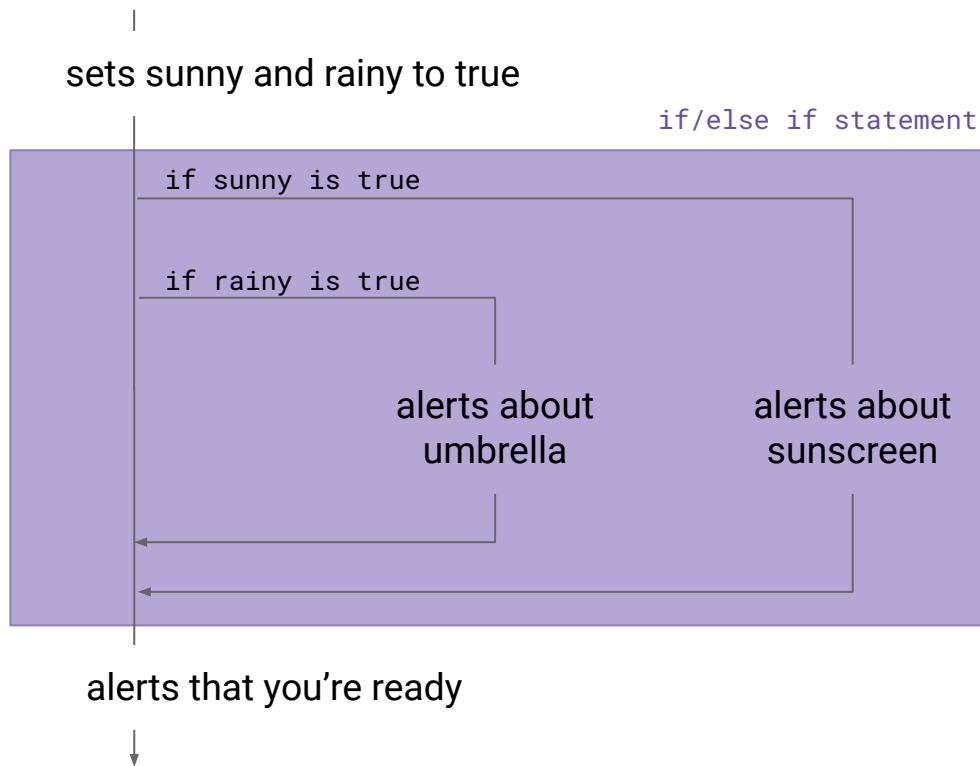 sets sunny and rainy to true
if/else if statement
if sunny is true
if rainy is true
alerts about
umbrella
alerts about
sunscreen
alerts that you’re ready